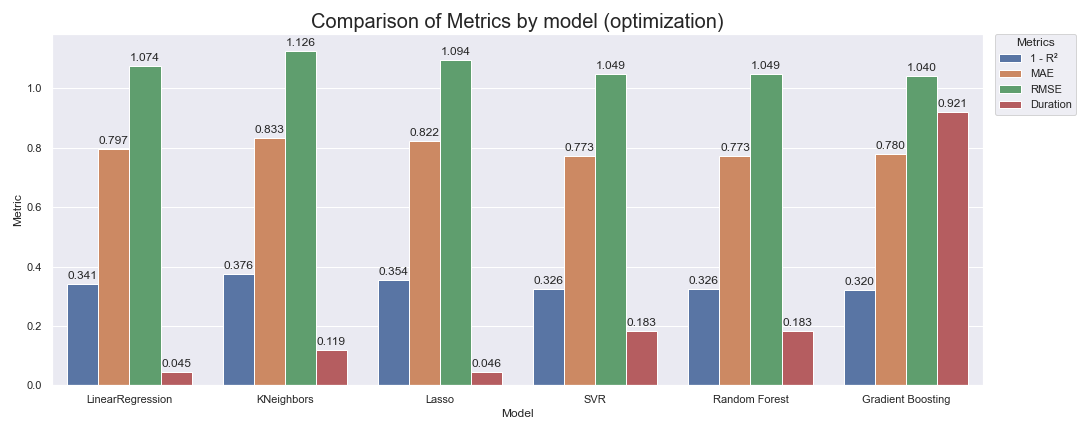 Comparison of Metrics by model (optimization)
Metrics
1 - R²
MAE
RMSE
Duration
Metric
1.0
0.8
0.6
0.4
0.2
0.0
0.341
0.797
1.074
0.045
0.376
0.833
1.126
0.119
0.354
0.822
1.094
0.046
0.326
0.773
1.049
0.183
0.326
0.773
1.049
0.183
0.320
0.780
1.040
0.921
LinearRegression
KNeighbors
Lasso
SVR
Random Forest
Gradient Boosting
Model